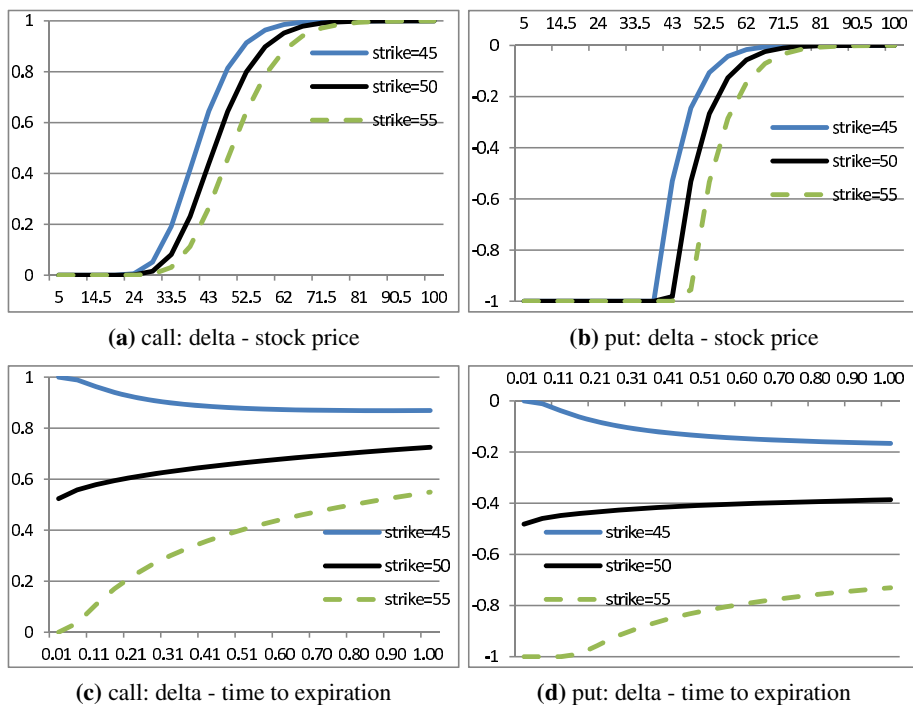 1
0.8
0.6
0.4
0.2
0
strike=45
strike=50
strike=55
5 14.5 24 33.5 43 52.5 62 71.5 81 90.5 100
(a) call: delta - stock price
5 14.5 24 33.5 43 52.5 62 71.5 81 90.5 100
0
-0.2
-0.4
-0.6
-0.8
-1
strike=45
strike=50
strike=55
(b) put: delta - stock price
1
0.8
0.6
0.4
0.2
0
strike=45
strike=50
strike=55
0.01 0.11 0.21 0.31 0.41 0.51 0.60 0.70 0.80 0.90 1.00
(c) call: delta - time to expiration
0.01 0.11 0.21 0.31 0.41 0.51 0.60 0.70 0.80 0.90 1.00
0
-0.2
-0.4
-0.6
-0.8
-1
strike=45
strike=50
strike=55
(d) put: delta - time to expiration